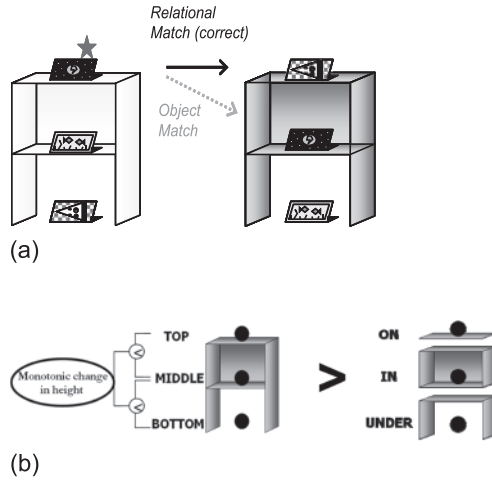 Relational
Match (correct)
Object
Match
(a)
TOP
ON
Monotonic change
in height
MIDDLE
>
IN
BOTTOM
UNDER
(b)